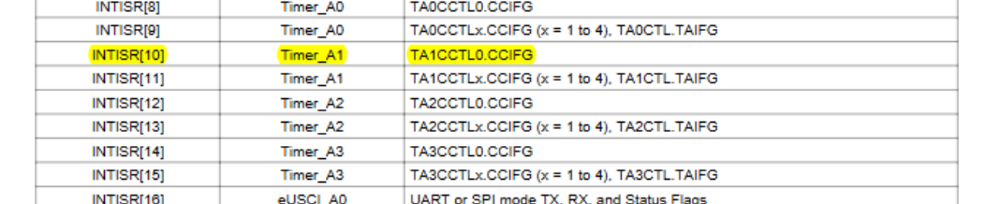 INTISR[8] Timer_A0 TA0CCTL0.CCIFG
INTISR[9] Timer_A0 TA0CCTLx.CCIFG (x = 1 to 4), TA0CTL.TAIFG
INTISR[10] Timer_A1 TA1CCTL0.CCIFG
INTISR[11] Timer_A1 TA1CCTLx.CCIFG (x = 1 to 4), TA1CTL.TAIFG
INTISR[12] Timer_A2 TA2CCTL0.CCIFG
INTISR[13] Timer_A2 TA2CCTLx.CCIFG (x = 1 to 4), TA2CTL.TAIFG
INTISR[14] Timer_A3 TA3CCTL0.CCIFG
INTISR[15] Timer_A3 TA3CCTLx.CCIFG (x = 1 to 4), TA3CTL.TAIFG
INTISR[16] eUSCI_A0 UART or SPI mode TX, RX, and Status Flags